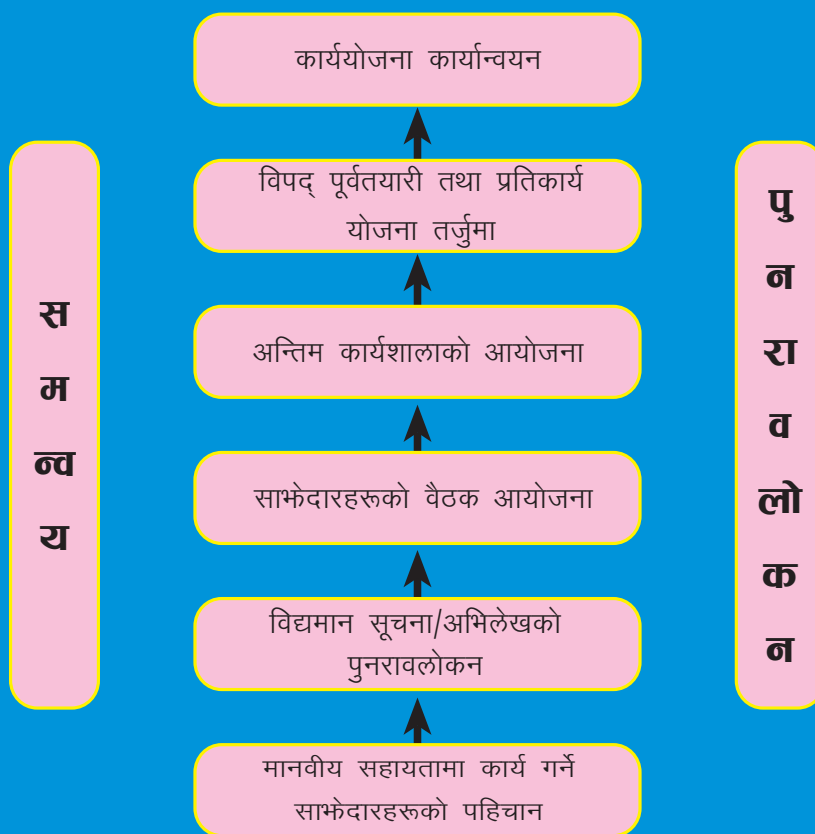 कार्ययोजना कार्यान्वयन
विपद् पूर्वतयारी तथा प्रतिकार्य
योजना तर्जुमा
अन्तिम कार्यशालाको आयोजना
साझेदारहरूको वैठक आयोजना
विद्यमान सूचना/अभिलेखको
पुनरावलोकन
मानवीय सहायतामा कार्य गर्ने
साझेदारहरूको पहिचान
स
म
न्व
य
पु
न
रा
व
लो
क
न